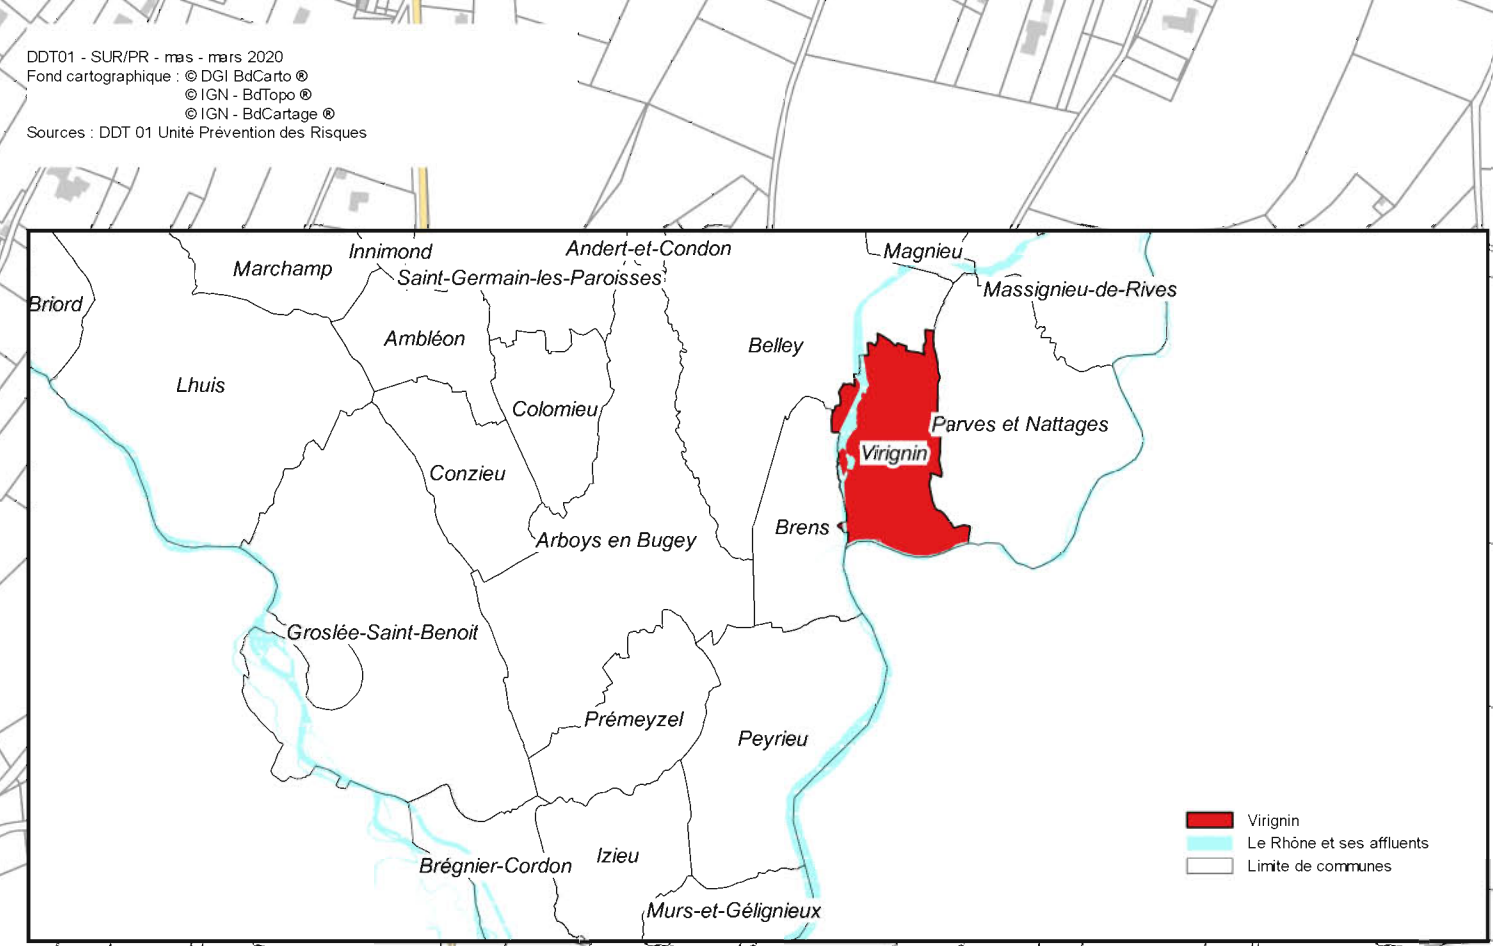 DDT01 - SUR/PR - mas - mars 2020
Fond cartographique : © DGI BdCarto ®
© IGN - BdTopo ®
© IGN - BdCartage ®
Sources : DDT 01 Unité Prévention des Risques
Innimond
Andert-et-Condon
Magnieu
Marchamp
Saint-Germain-les-Paroisses
Massignieu-de-Rives
Briord
Ambléon
Belley
Lhuis
Colomieu
Parves et Nattages
Virignin
Conzieu
Brens
Arboys en Bugey
Groslée-Saint-Benoit
Prémeyzel
Peyrieu
Virignin
Le Rhône et ses affluents
Limite de communes
Izieu
Brégnier-Cordon
Murs-et-Gélignieux